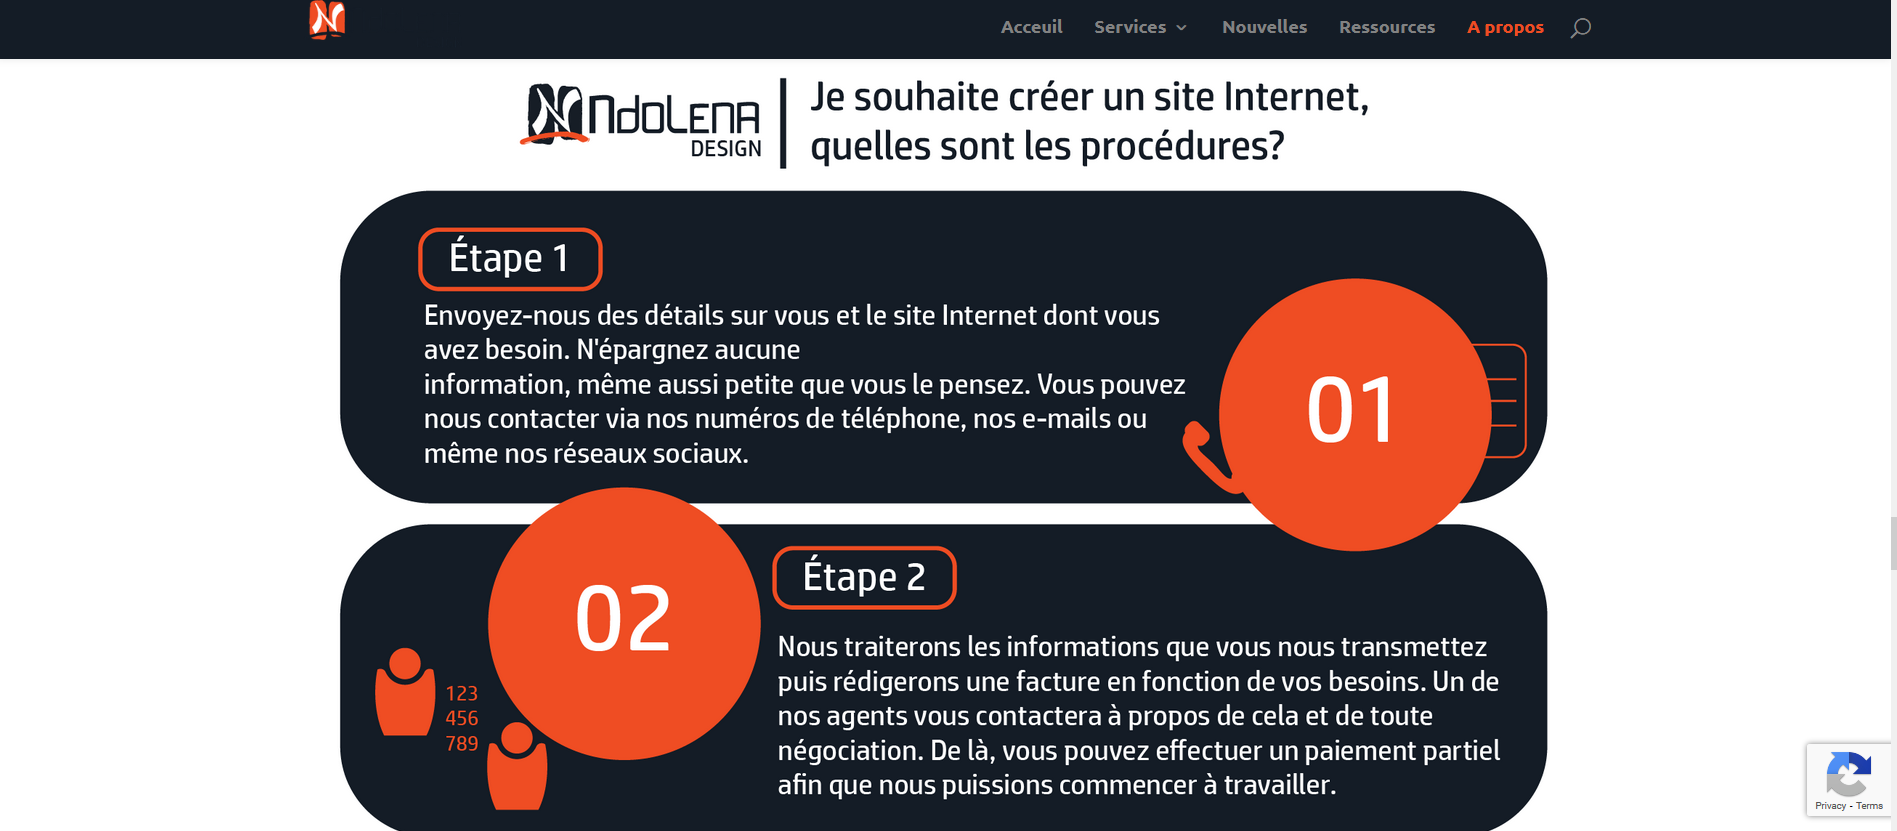 Acceuil Services Nouvelles Ressources A propos
NdoLena
DESIGN
Je souhaite créer un site Internet,
quelles sont les procédures?
Étape 1
Envoyez-nous des détails sur vous et le site Internet dont vous
avez besoin. N'épargnez aucune
information, même aussi petite que vous le pensez. Vous pouvez
nous contacter via nos numéros de téléphone, nos e-mails ou
même nos réseaux sociaux.
01
02
Étape 2
Nous traiterons les informations que vous nous transmettez
puis rédigerons une facture en fonction de vos besoins. Un de
nos agents vous contactera à propos de cela et de toute
négociation. De là, vous pouvez effectuer un paiement partiel
afin que nous puissions commencer à travailler.
123
456
789
Privacy - Terms